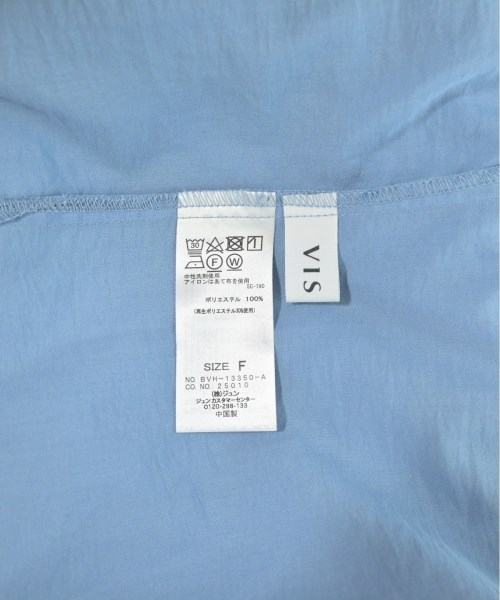 30
F W
中性洗剤使用
アイロンはあて布を使用
SC-190
ポリエステル 100%
(再生ポリエステル30%使用)
SIZE F
NO. BVH-13350-A
CO. NO. 25010
(株)ジュン
ジュンカスタマーセンター
0120-298-133
中国製
VIS